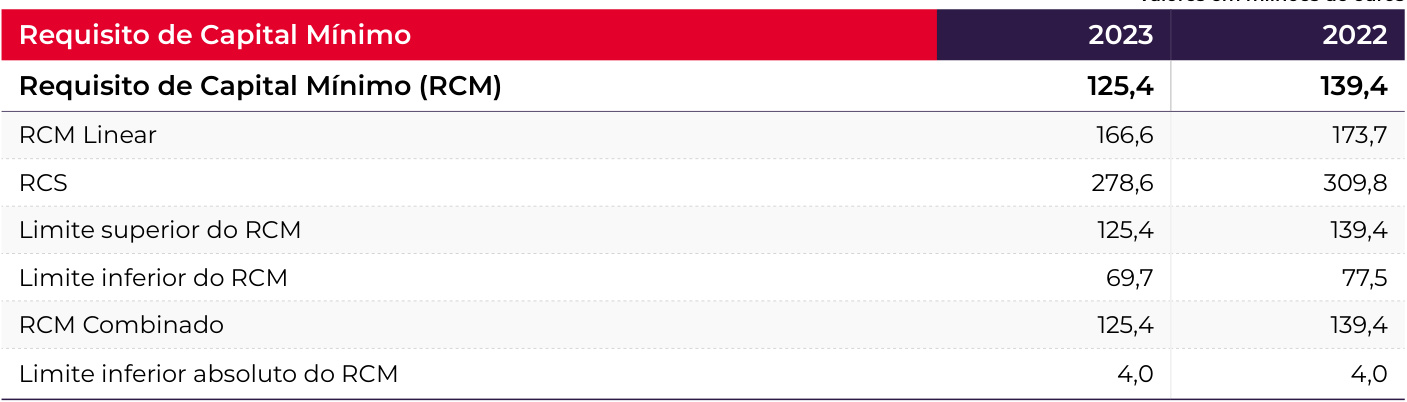 Requisito de Capital Mínimo 2023 2022
Requisito de Capital Mínimo (RCM) 125,4 139,4
RCM Linear 166,6 173,7
RCS 278,6 309,8
Limite superior do RCM 125,4 139,4
Limite inferior do RCM 69,7 77,5
RCM Combinado 125,4 139,4
Limite inferior absoluto do RCM 4,0 4,0